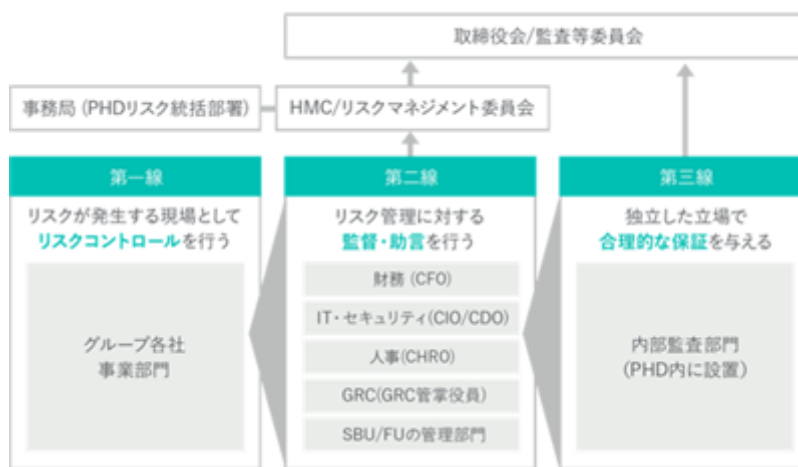 取締役会/監査等委員会
事務局 (PHDリスク統括部署)
HMC/リスクマネジメント委員会
第一線
リスクが発生する現場として
リスクコントロールを行う
グループ各社
事業部門
第二線
リスク管理に対する
監督・助言を行う
財務 (CFO)
IT・セキュリティ(CIO/CDO)
人事(CHRO)
GRC(GRC管掌役員)
SBU/FUの管理部門
第三線
独立した立場で
合理的な保証を与える
内部監査部門
(PHD内に設置)